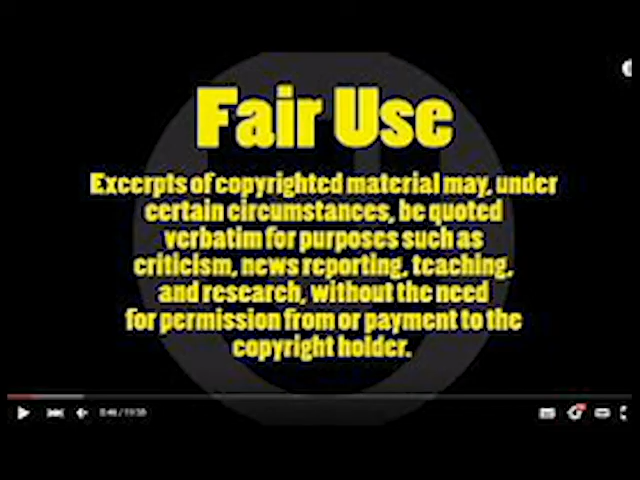 Fair Use
Excerpts of copyrighted material may, under
certain circumstances, be quoted
verbatim for purposes such as
criticism, news reporting, teaching,
and research, without the need
for permission from or payment to the
copyright holder.